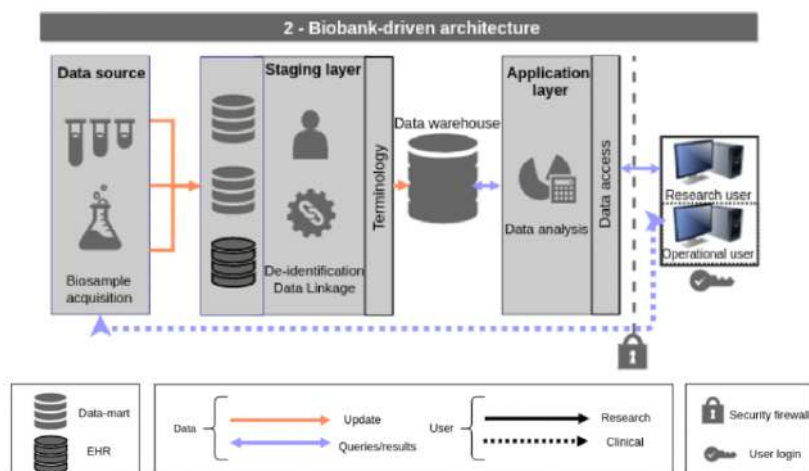 2 - Biobank-driven architecture
Data source
Biosample
acquisition
Staging layer
De-identification
Data Linkage
Terminology
Data warehouse
Application
layer
Data analysis
Data access
Research user
Operational user
Data-mart
EHR
Data
Update
Queries/results
User
Research
Clinical
Security firewall
User login